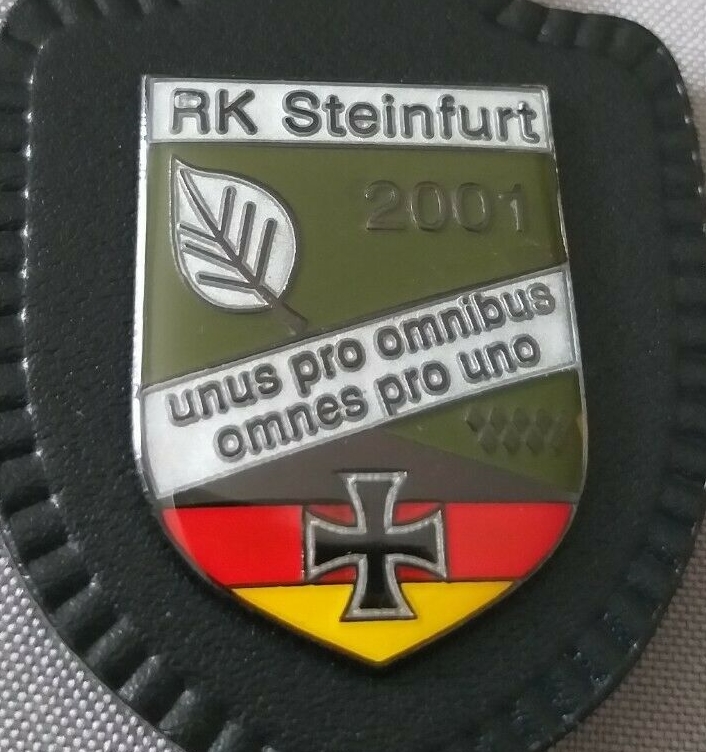 RK Steinfurt
2001
unus pro omnibus
omnes pro uno